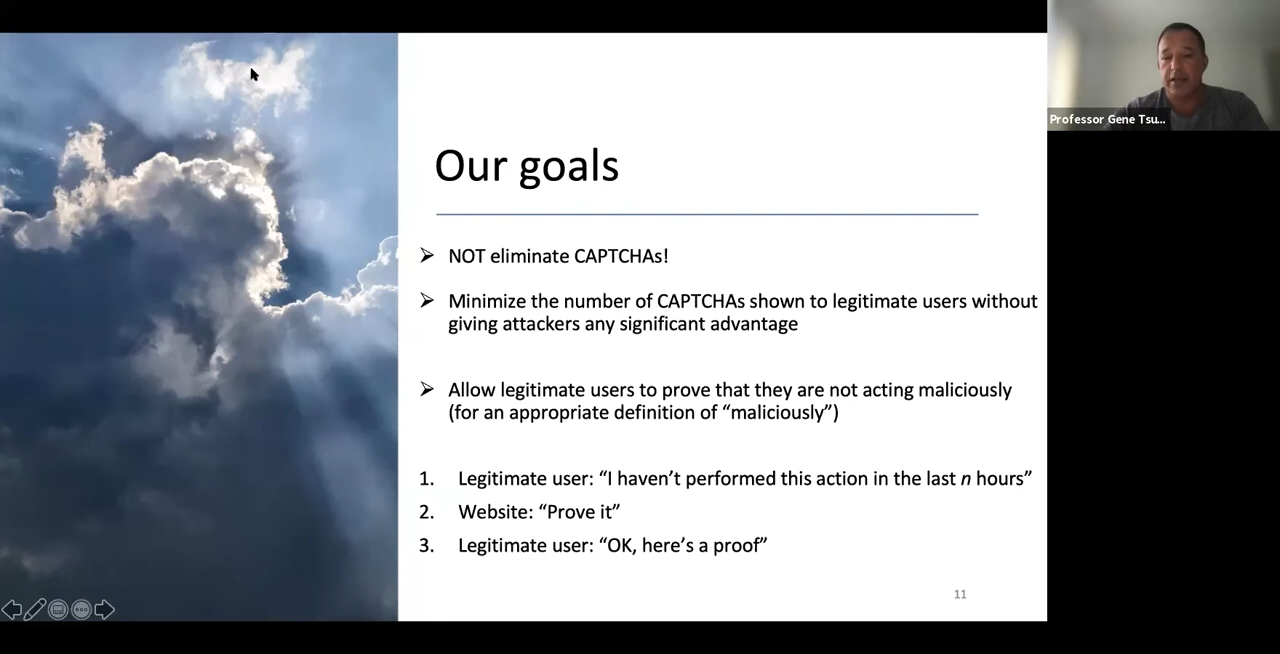 Professor Gene Tsu...
Our goals
➢ NOT eliminate CAPTCHAs!
➢ Minimize the number of CAPTCHAs shown to legitimate users without
giving attackers any significant advantage
➢ Allow legitimate users to prove that they are not acting maliciously
(for an appropriate definition of “maliciously”)
1. Legitimate user: “I haven’t performed this action in the last n hours”
2. Website: “Prove it”
3. Legitimate user: “OK, here’s a proof”
11